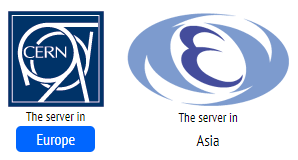 CERN
The server in
Europe
The server in
Asia